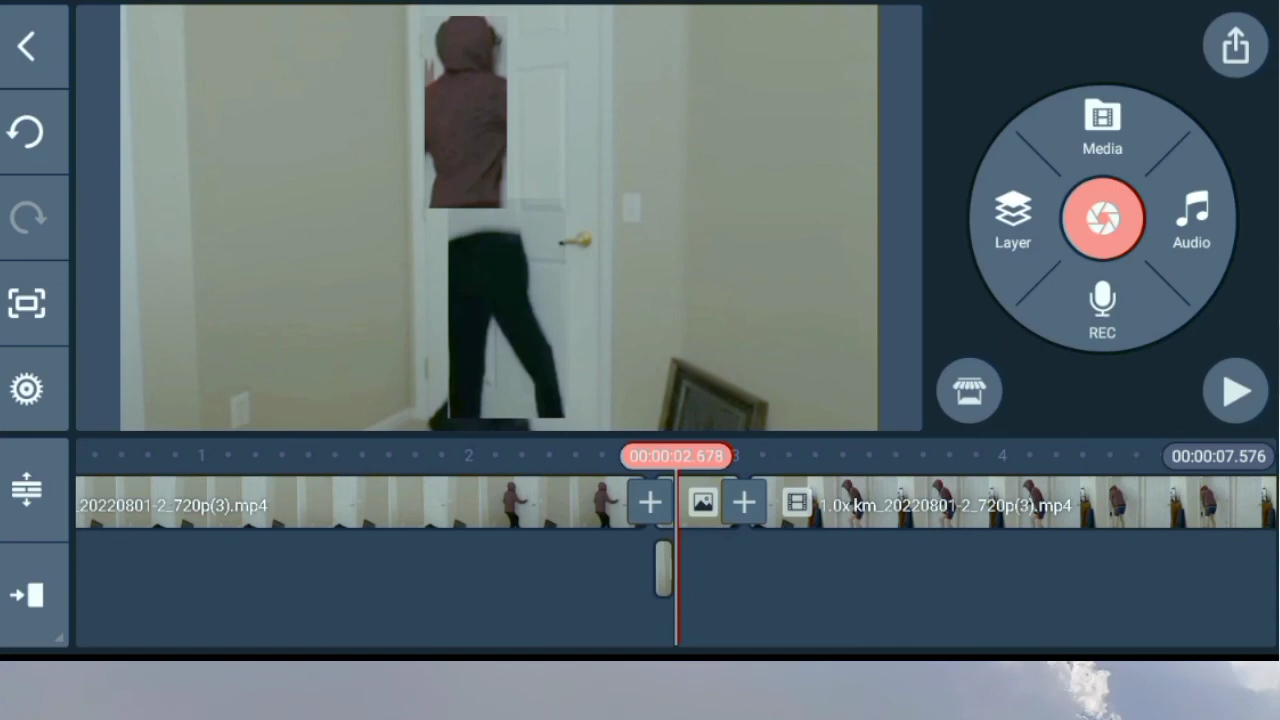 Media
Layer
Audio
REC
1
2
00:00:02.678
3
4
00:00:07.576
20220801-2_720p(3).mp4
1.0x km_20220801-2_720p(3).mp4